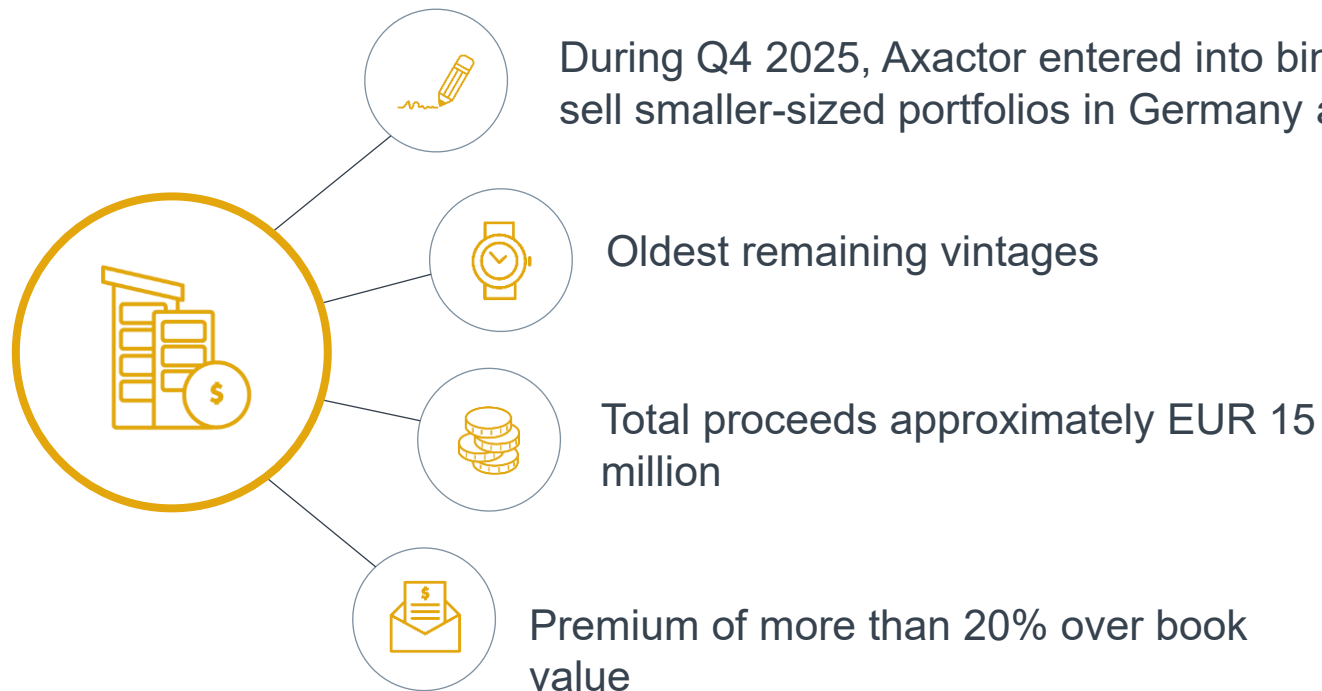 During Q4 2025, Axactor entered into
sell smaller-sized portfolios in Germany
Oldest remaining vintages
$
Total proceeds approximately EUR 15
million
$
Premium of more than 20% over book
value